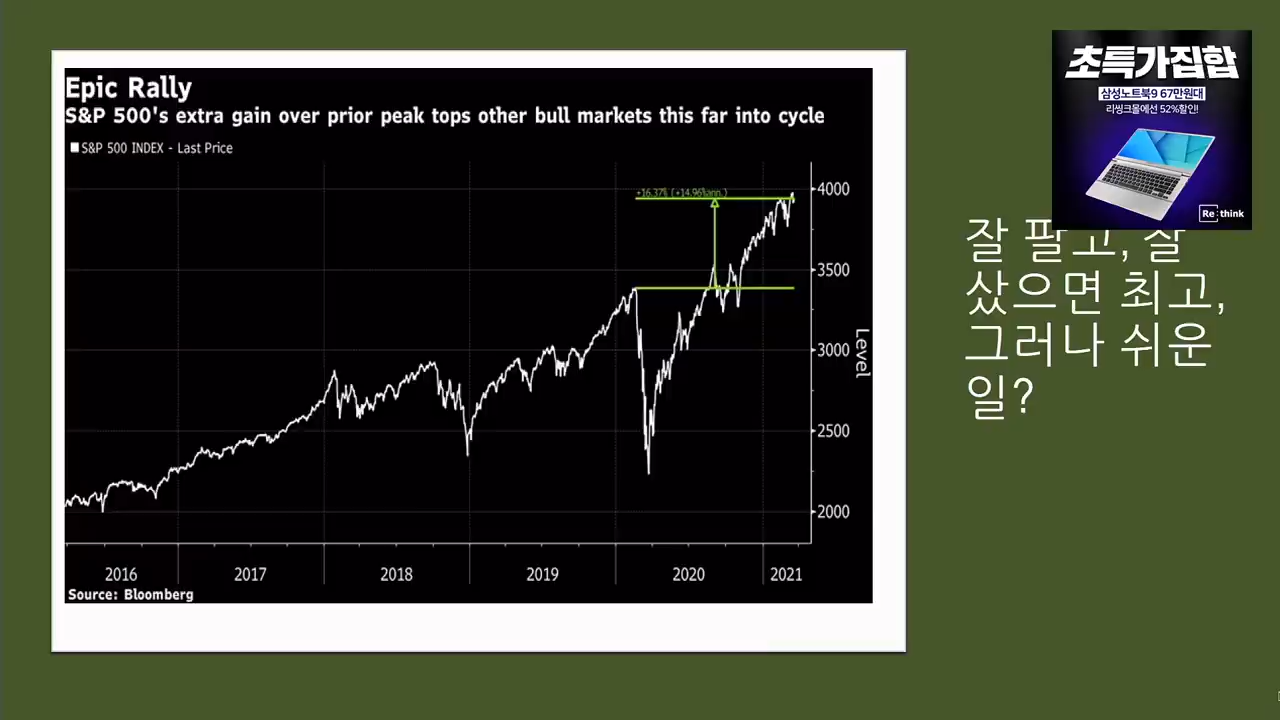 Epic Rally
S&P 500's extra gain over prior peak tops other bull markets this far into cycle
S&P 500 INDEX - Last Price
+16.37% (+14.96%ann.)
4000
3500
3000
2500
2000
Level
2016 2017 2018 2019 2020 2021
Source: Bloomberg
초특가집합
삼성노트북9 67만원대
리씽크몰에선 52%할인!
Re:think
잘 팔고, 잘
샀으면 최고,
그러나 쉬운
일?